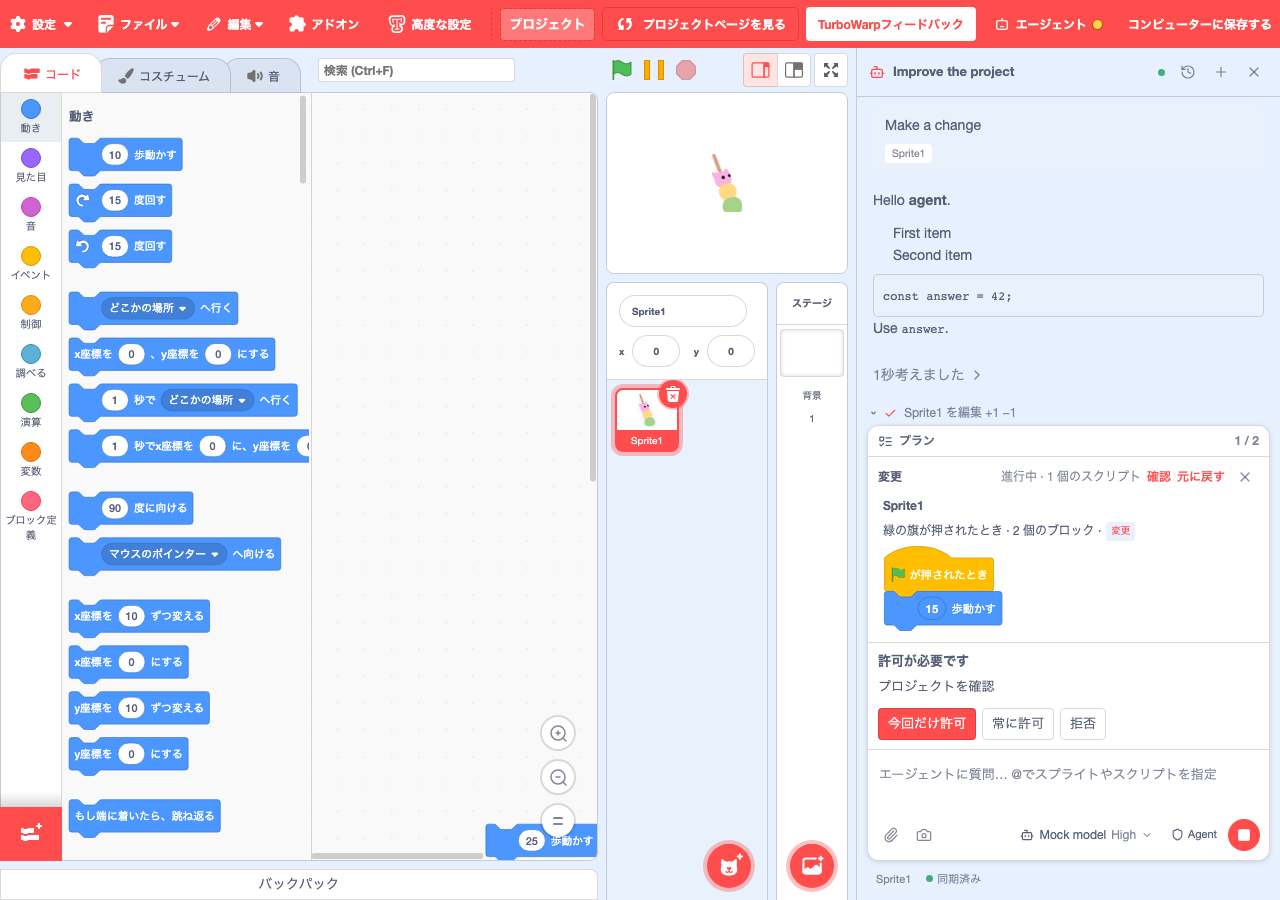 設定
ファイル
編集
アドオン
高度な設定
プロジェクト
プロジェクトページを見る
TurboWarpフィードバック
エージェント
コンピューターに保存する
コード
コスチューム
音
検索 (Ctrl+F)
動き
見た目
音
イベント
制御
調べる
演算
変数
ブロック定義
動き
10 歩動かす
15 度回す
15 度回す
どこかの場所 へ行く
x座標を 0 、y座標を 0 にする
1 秒で どこかの場所 へ行く
1 秒でx座標を 0 に、y座標を
90 度に向ける
マウスのポインター へ向ける
x座標を 10 ずつ変える
x座標を 0 にする
y座標を 10 ずつ変える
y座標を 0 にする
もし端に着いたら、跳ね返る
25 歩動かす
バックパック
Sprite1
x 0 y 0
Sprite1
ステージ
背景
1
Improve the project
Make a change
Sprite1
Hello agent.
First item
Second item
const answer = 42;
Use answer.
1秒考えました
Sprite1 を編集 +1 −1
プラン 1 / 2
変更 進行中 · 1 個のスクリプト 確認 元に戻す
Sprite1
緑の旗が押されたとき · 2 個のブロック · 変更
が押されたとき
15 歩動かす
許可が必要です
プロジェクトを確認
今回だけ許可 常に許可 拒否
エージェントに質問… @でスプライトやスクリプトを指定
Mock model High Agent
Sprite1 同期済み